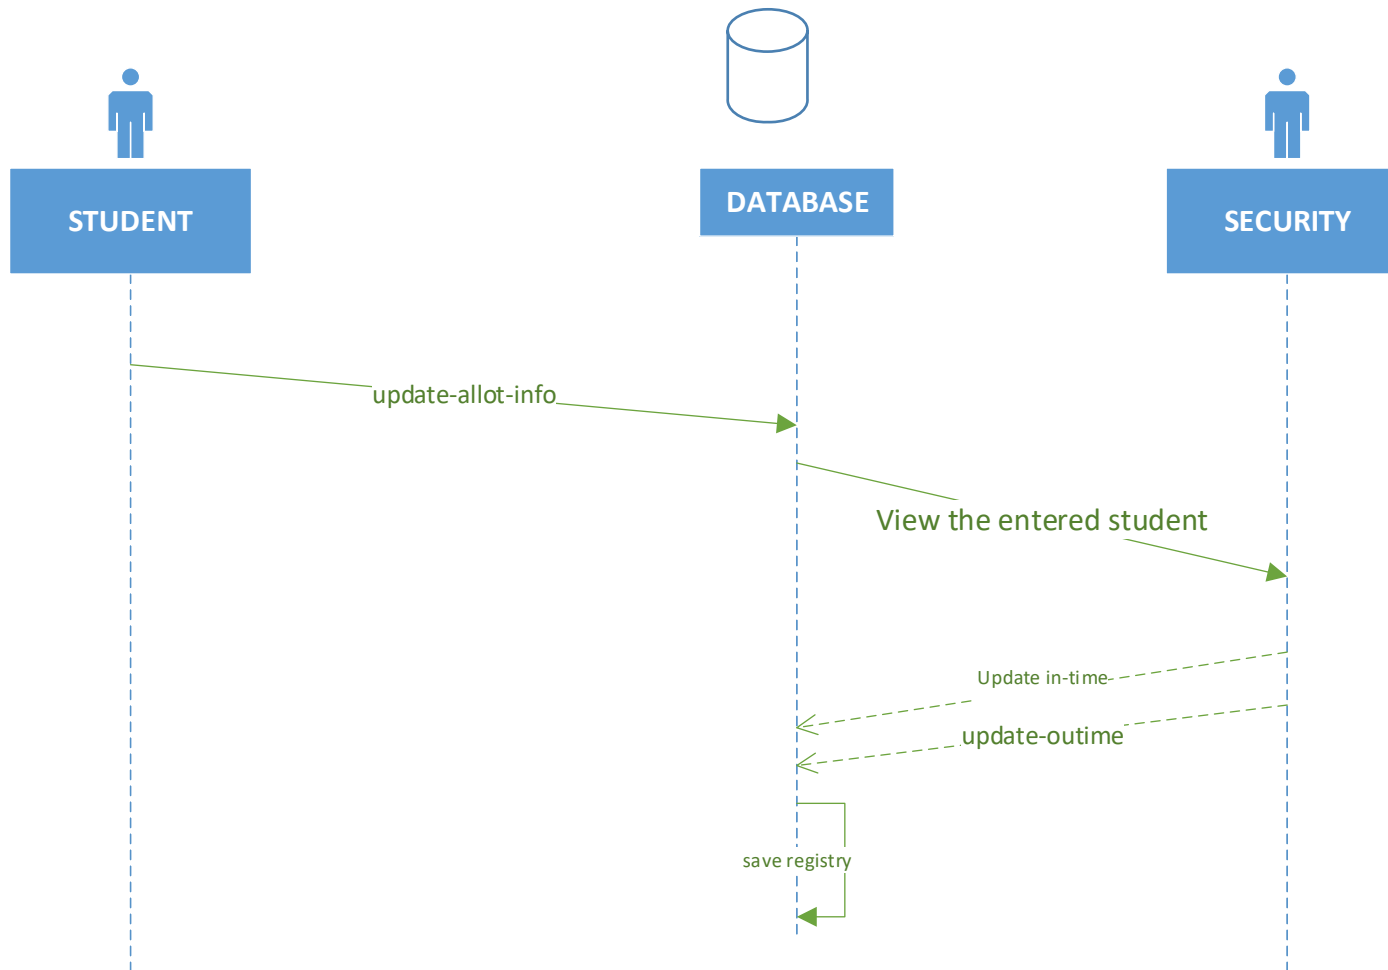 STUDENT
DATABASE
SECURITY
update-allot-info
View the entered student
Update in-time
update-outime
save registry